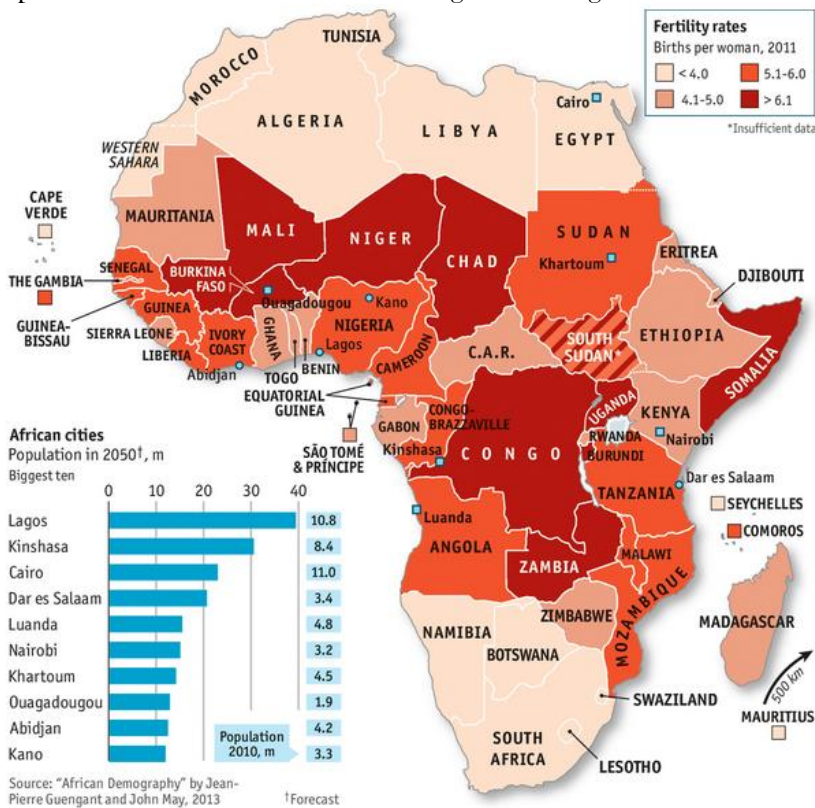 Fertility rates
Births per woman, 2011
< 4.0
5.1-6.0
4.1-5.0
> 6.1
*Insufficient data
TUNISIA
MOROCCO
Cairo
ALGERIA
LIBYA
EGYPT
WESTERN
SAHARA
CAPE
VERDE
MAURITANIA
MALI
NIGER
CHAD
SUDAN
Khartoum
ERITREA
DJIBOUTI
SENEGAL
THE GAMBIA
BURKINA
FASO
Ouagadougou
Kano
GUINEA-
BISSAU
GUINEA
SIERRA LEONE
LIBERIA
IVORY
COAST
Abidjan
GHANA
TOGO
BENIN
NIGERIA
Lagos
CAMEROON
C.A.R.
SOUTH
SUDAN*
ETHIOPIA
SOMALIA
EQUATORIAL
GUINEA
SÃO TOMÉ
& PRÍNCIPE
GABON
CONGO-
BRAZZAVILLE
Kinshasa
CONGO
UGANDA
KENYA
Nairobi
RWANDA
BURUNDI
TANZANIA
Dar es Salaam
SEYCHELLES
COMOROS
Luanda
ANGOLA
ZAMBIA
MALAWI
MOZAMBIQUE
ZIMBABWE
MADAGASCAR
NAMIBIA
BOTSWANA
SWAZILAND
500 km
MAURITIUS
SOUTH
AFRICA
LESOTHO
African cities
Population in 2050†, m
Biggest ten
0 10 20 30 40
Lagos 10.8
Kinshasa 8.4
Cairo 11.0
Dar es Salaam 3.4
Luanda 4.8
Nairobi 3.2
Khartoum 4.5
Ouagadougou 1.9
Abidjan 4.2
Kano 3.3
Population
2010, m
Source: "African Demography" by Jean-
Pierre Guengant and John May, 2013
†Forecast